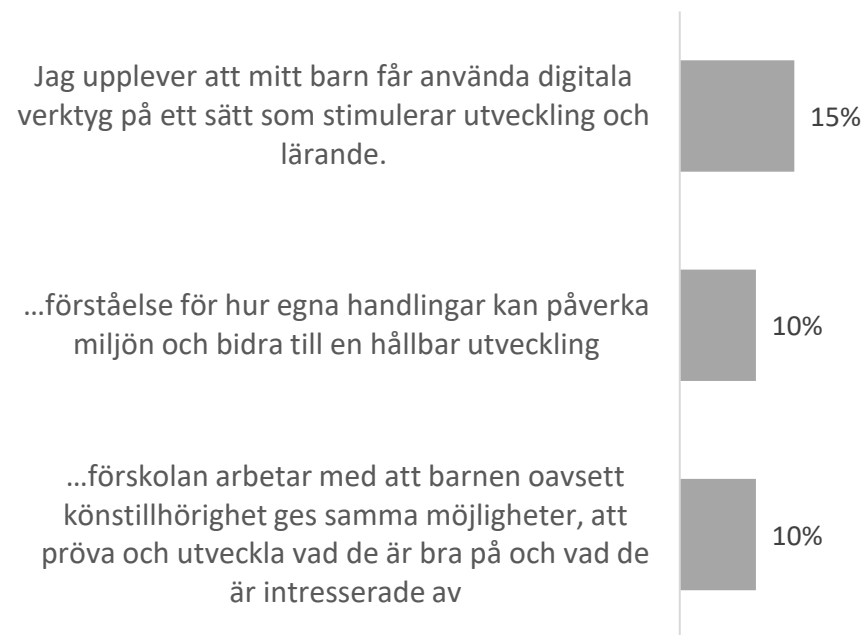 Jag upplever att mitt barn får använda digitala
verktyg på ett sätt som stimulerar utveckling och
lärande.
15%
…förståelse för hur egna handlingar kan påverka
miljön och bidra till en hållbar utveckling
10%
…förskolan arbetar med att barnen oavsett
könstillhörighet ges samma möjligheter, att
pröva och utveckla vad de är bra på och vad de
är intresserade av
10%